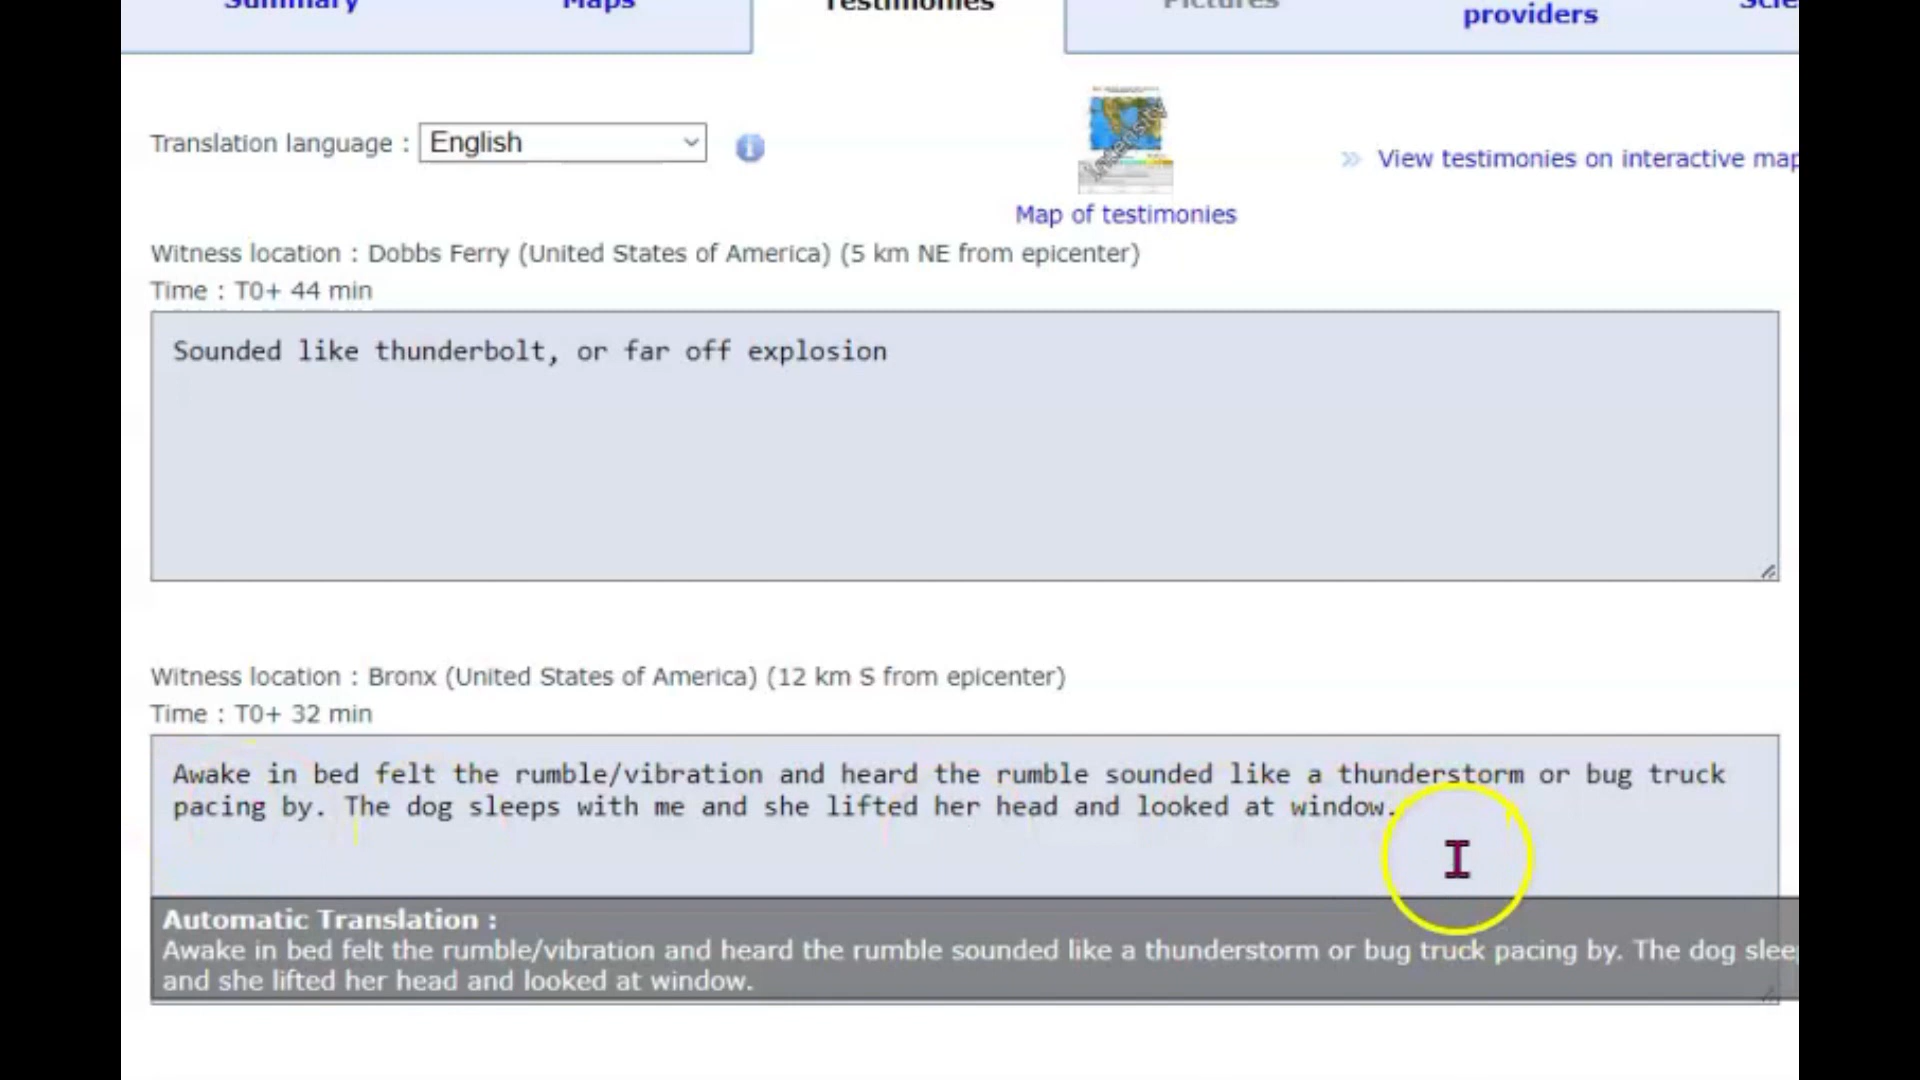 Summary Maps Testimonies Pictures providers
Translation language : English
Intensity
View testimonies on interactive map
Map of testimonies
Witness location : Dobbs Ferry (United States of America) (5 km NE from epicenter)
Time : T0+ 44 min
Sounded like thunderbolt, or far off explosion
Witness location : Bronx (United States of America) (12 km S from epicenter)
Time : T0+ 32 min
Awake in bed felt the rumble/vibration and heard the rumble sounded like a thunderstorm or bug truck
pacing by. The dog sleeps with me and she lifted her head and looked at window.
Automatic Translation :
Awake in bed felt the rumble/vibration and heard the rumble sounded like a thunderstorm or bug truck pacing by. The dog slee
and she lifted her head and looked at window.